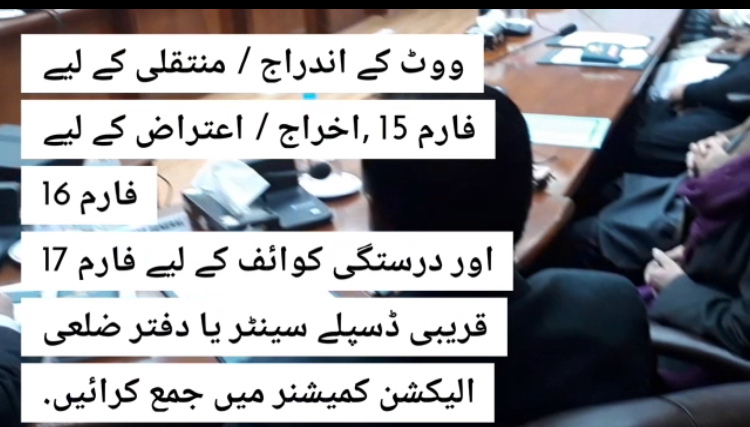 ووٹ کے اندراج / منتقلی کے لیے
فارم 15 ,اخراج / اعتراض کے لیے
فارم 16
اور درستگی کوائف کے لیے فارم 17
قریبی ڈسپلے سینٹر یا دفتر ضلعی
الیکشن کمیشنر میں جمع کرائیں.